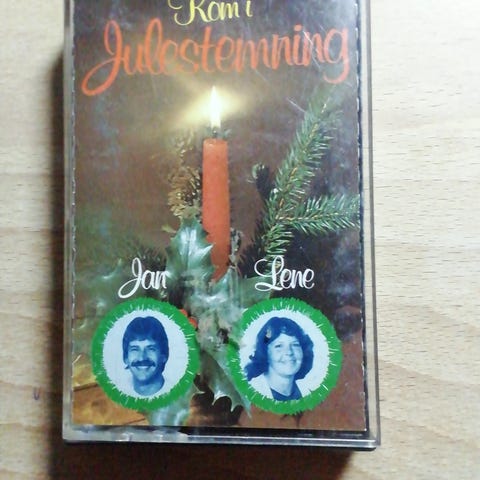 Kom i
Julestemning
Jan Lene